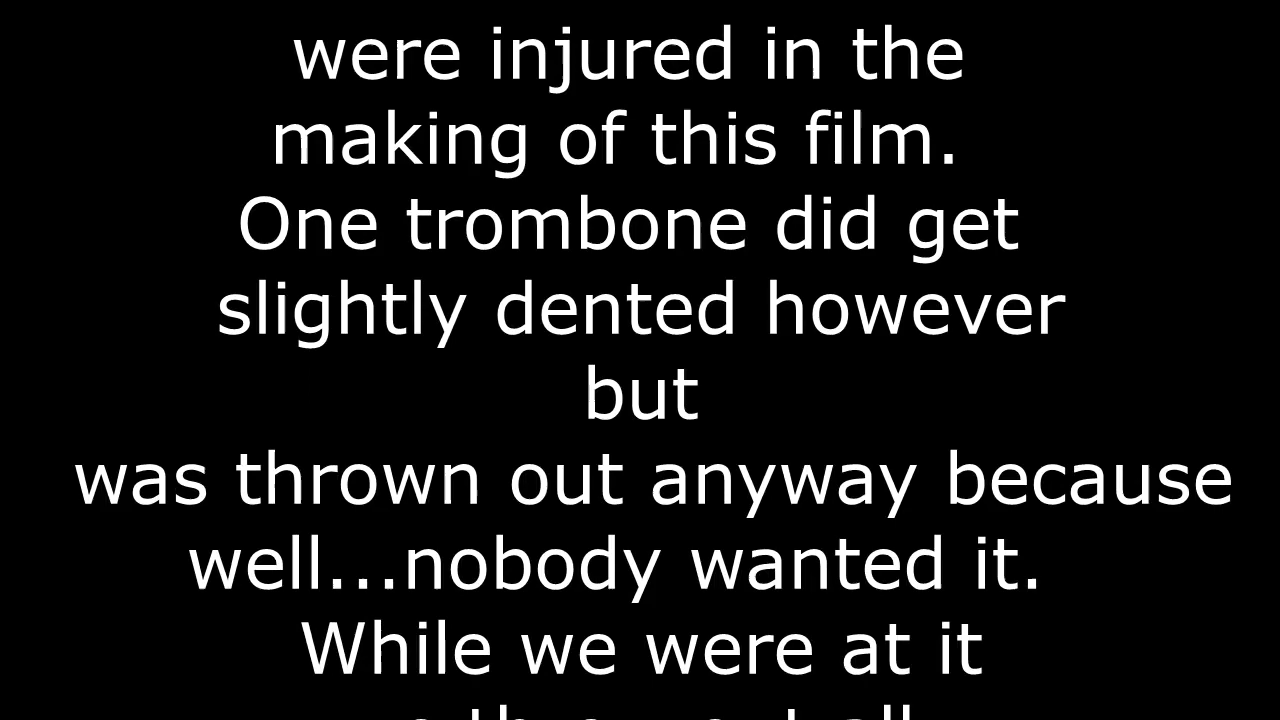 were injured in the
making of this film.
One trombone did get
slightly dented however
but
was thrown out anyway because
well...nobody wanted it.
While we were at it